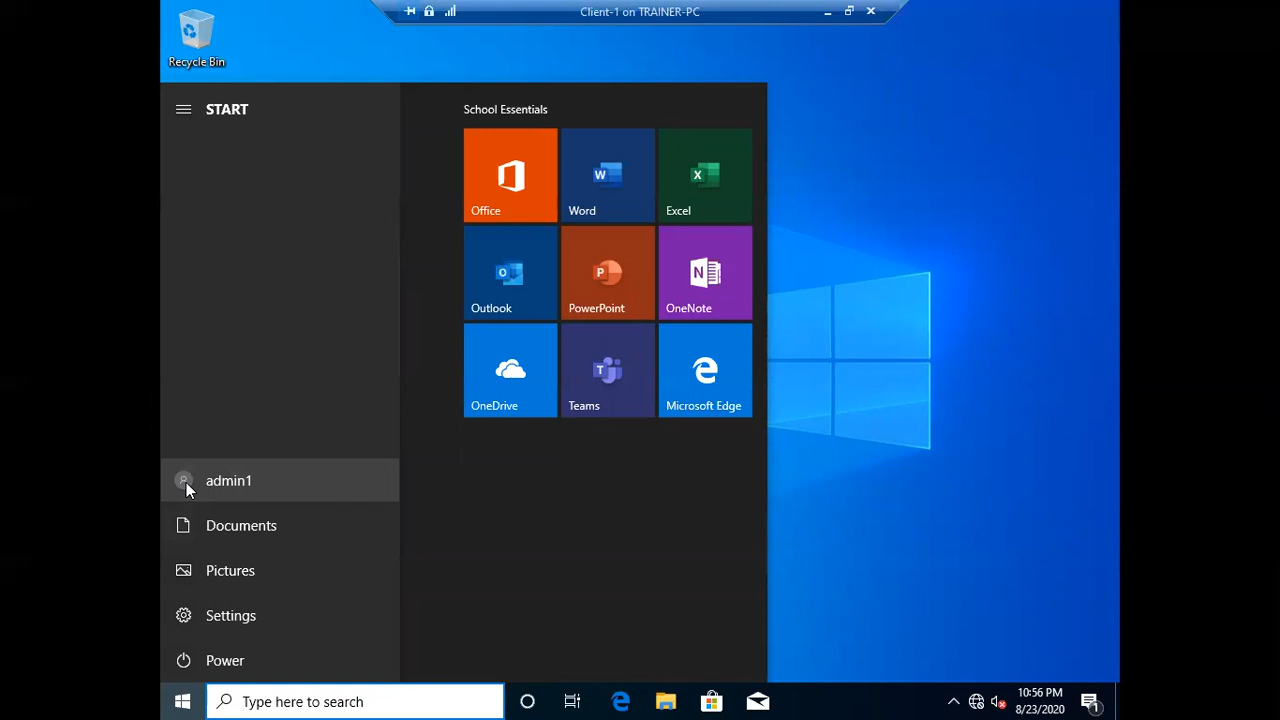 Client-1 on TRAINER-PC
Recycle Bin
START
School Essentials
Office
Word
Excel
Outlook
PowerPoint
OneNote
OneDrive
Teams
Microsoft Edge
admin1
Documents
Pictures
Settings
Power
Type here to search
10:56 PM
8/23/2020
1